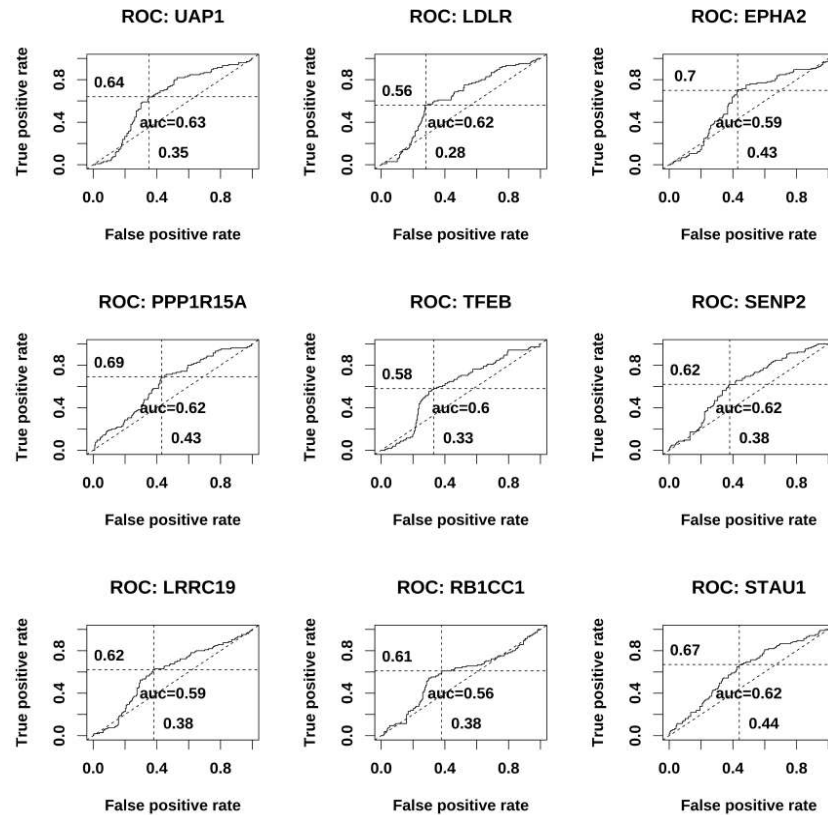 ROC: UAP1
True positive rate
0.0 0.4 0.8
0.64
auc=0.63
0.35
0.0 0.4 0.8
False positive rate
ROC: LDLR
True positive rate
0.0 0.4 0.8
0.56
auc=0.62
0.28
0.0 0.4 0.8
False positive rate
ROC: EPHA2
True positive rate
0.0 0.4 0.8
0.7
auc=0.59
0.43
0.0 0.4 0.8
False positive rate
ROC: PPP1R15A
True positive rate
0.0 0.4 0.8
0.69
auc=0.62
0.43
0.0 0.4 0.8
False positive rate
ROC: TFEB
True positive rate
0.0 0.4 0.8
0.58
auc=0.6
0.33
0.0 0.4 0.8
False positive rate
ROC: SENP2
True positive rate
0.0 0.4 0.8
0.62
auc=0.62
0.38
0.0 0.4 0.8
False positive rate
ROC: LRRC19
True positive rate
0.0 0.4 0.8
0.62
auc=0.59
0.38
0.0 0.4 0.8
False positive rate
ROC: RB1CC1
True positive rate
0.0 0.4 0.8
0.61
auc=0.56
0.38
0.0 0.4 0.8
False positive rate
ROC: STAU1
True positive rate
0.0 0.4 0.8
0.67
auc=0.62
0.44
0.0 0.4 0.8
False positive rate